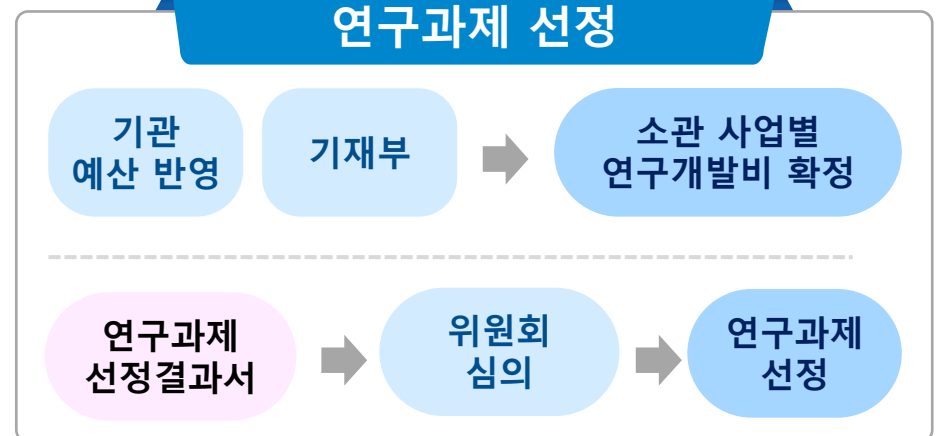 연구과제 선정
기관
예산 반영
기재부
소관 사업별
연구개발비 확정
연구과제
선정결과서
위원회
심의
연구과제
선정